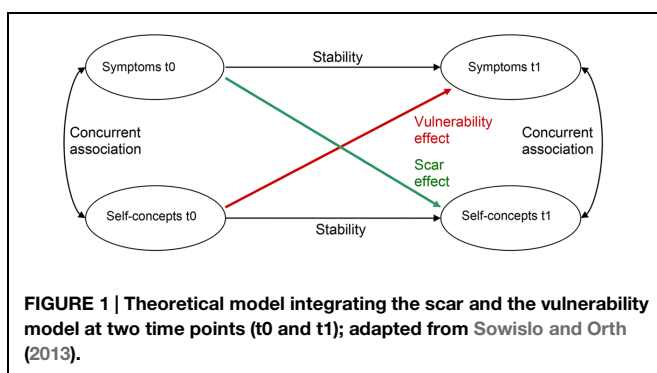 Stability
Symptoms t0
Symptoms t1
Concurrent
association
Vulnerability
effect
Concurrent
association
Scar
effect
Self-concepts t0
Self-concepts t1
Stability
FIGURE 1 | Theoretical model integrating the scar and the vulnerability
model at two time points (t0 and t1); adapted from Sowislo and Orth
(2013).